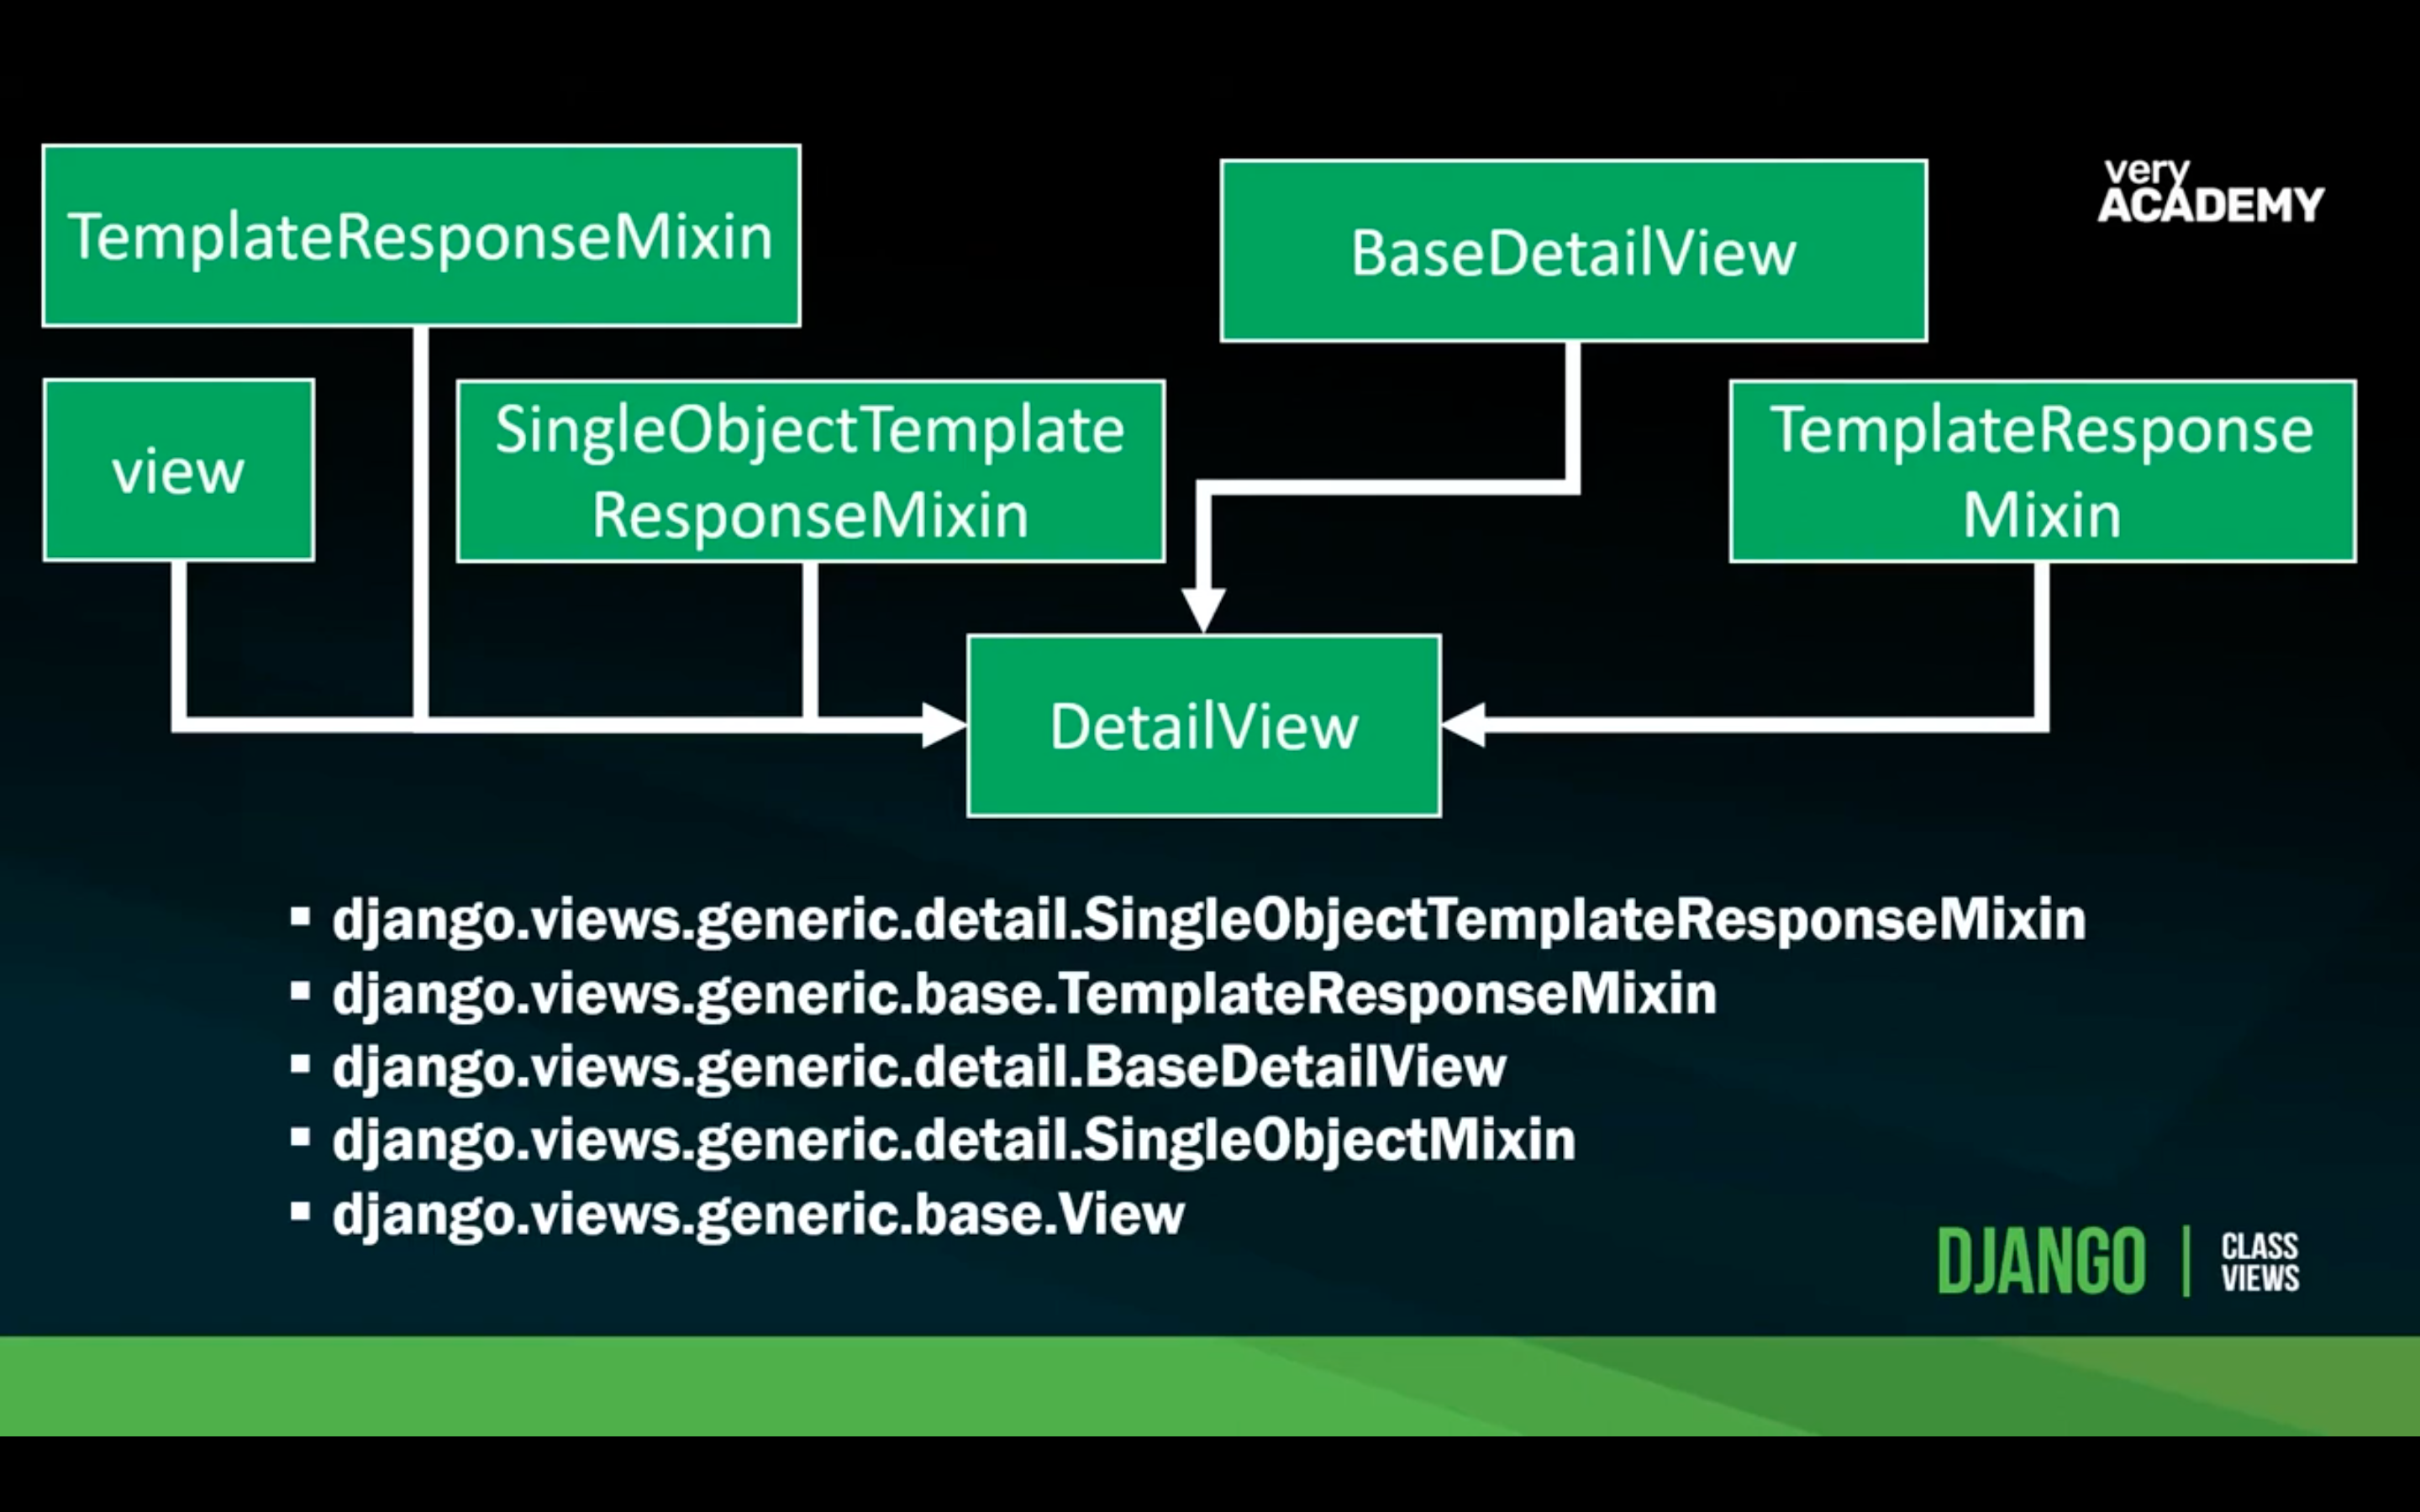 TemplateResponseMixin
BaseDetailView
very
ACADEMY
view
SingleObjectTemplate
ResponseMixin
TemplateResponse
Mixin
DetailView
▪ django.views.generic.detail.SingleObjectTemplateResponseMixin
▪ django.views.generic.base.TemplateResponseMixin
▪ django.views.generic.detail.BaseDetailView
▪ django.views.generic.detail.SingleObjectMixin
▪ django.views.generic.base.View
DJANGO | CLASS
VIEWS